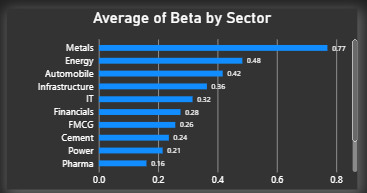 Average of Beta by Sector
Metals 0.77
Energy 0.48
Automobile 0.42
Infrastructure 0.36
IT 0.32
Financials 0.28
FMCG 0.26
Cement 0.24
Power 0.21
Pharma 0.16
0.0 0.2 0.4 0.6 0.8